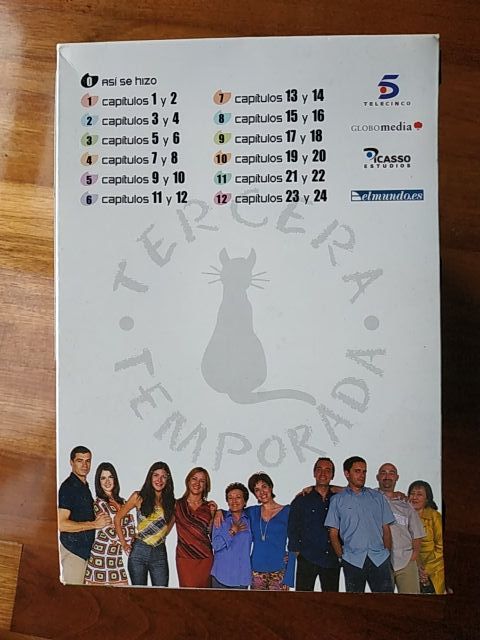 0 ASÍ SE HIZO
1 capítulos 1 y 2
2 capítulos 3 y 4
3 capítulos 5 y 6
4 capítulos 7 y 8
5 capítulos 9 y 10
6 capítulos 11 y 12
7 capítulos 13 y 14
8 capítulos 15 y 16
9 capítulos 17 y 18
10 capítulos 19 y 20
11 capítulos 21 y 22
12 capítulos 23 y 24
5
TELECINCO
GLOBOmedia
PICASSO
ESTUDIOS
elmundo.es
TERCERA
TEMPORADA